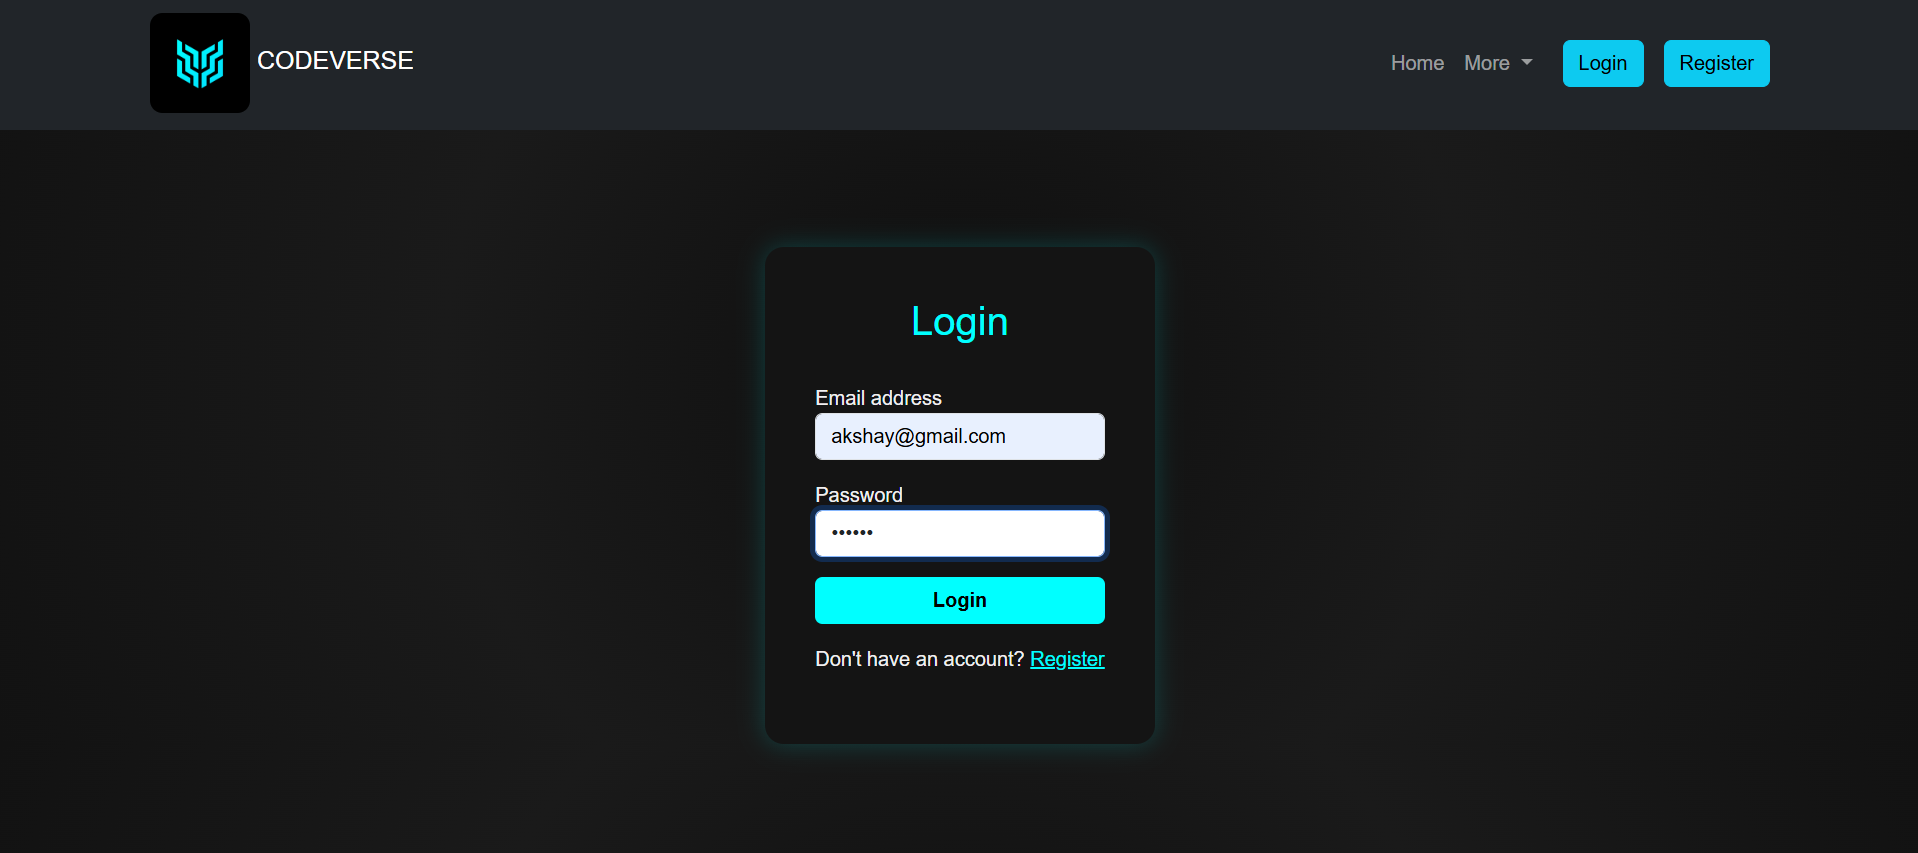 CODEVERSE
Home More Login Register
Login
Email address
akshay@gmail.com
Password
••••••
Login
Don't have an account? Register